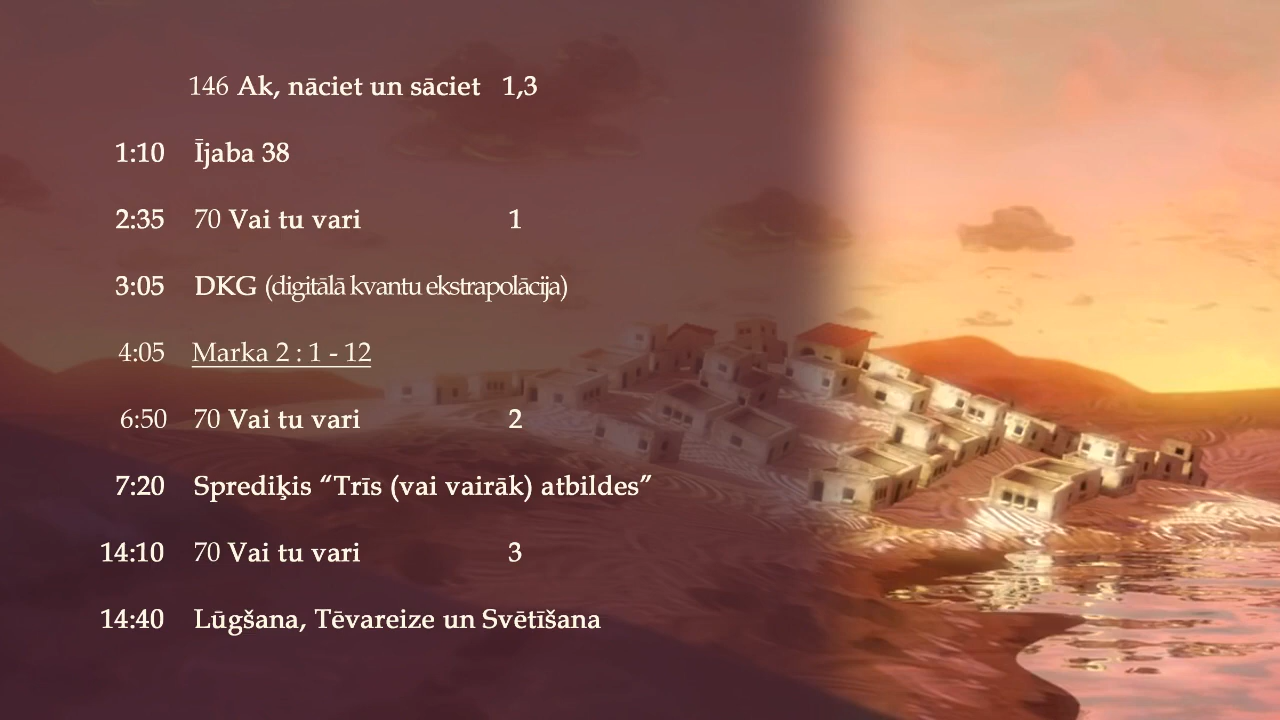 146 Ak, nāciet un sāciet 1,3
1:10 Ījaba 38
2:35 70 Vai tu vari 1
3:05 DKG (digitālā kvantu ekstrapolācija)
4:05 Marka 2 : 1 - 12
6:50 70 Vai tu vari 2
7:20 Sprediķis “Trīs (vai vairāk) atbildes”
14:10 70 Vai tu vari 3
14:40 Lūgšana, Tēvareize un Svētīšana